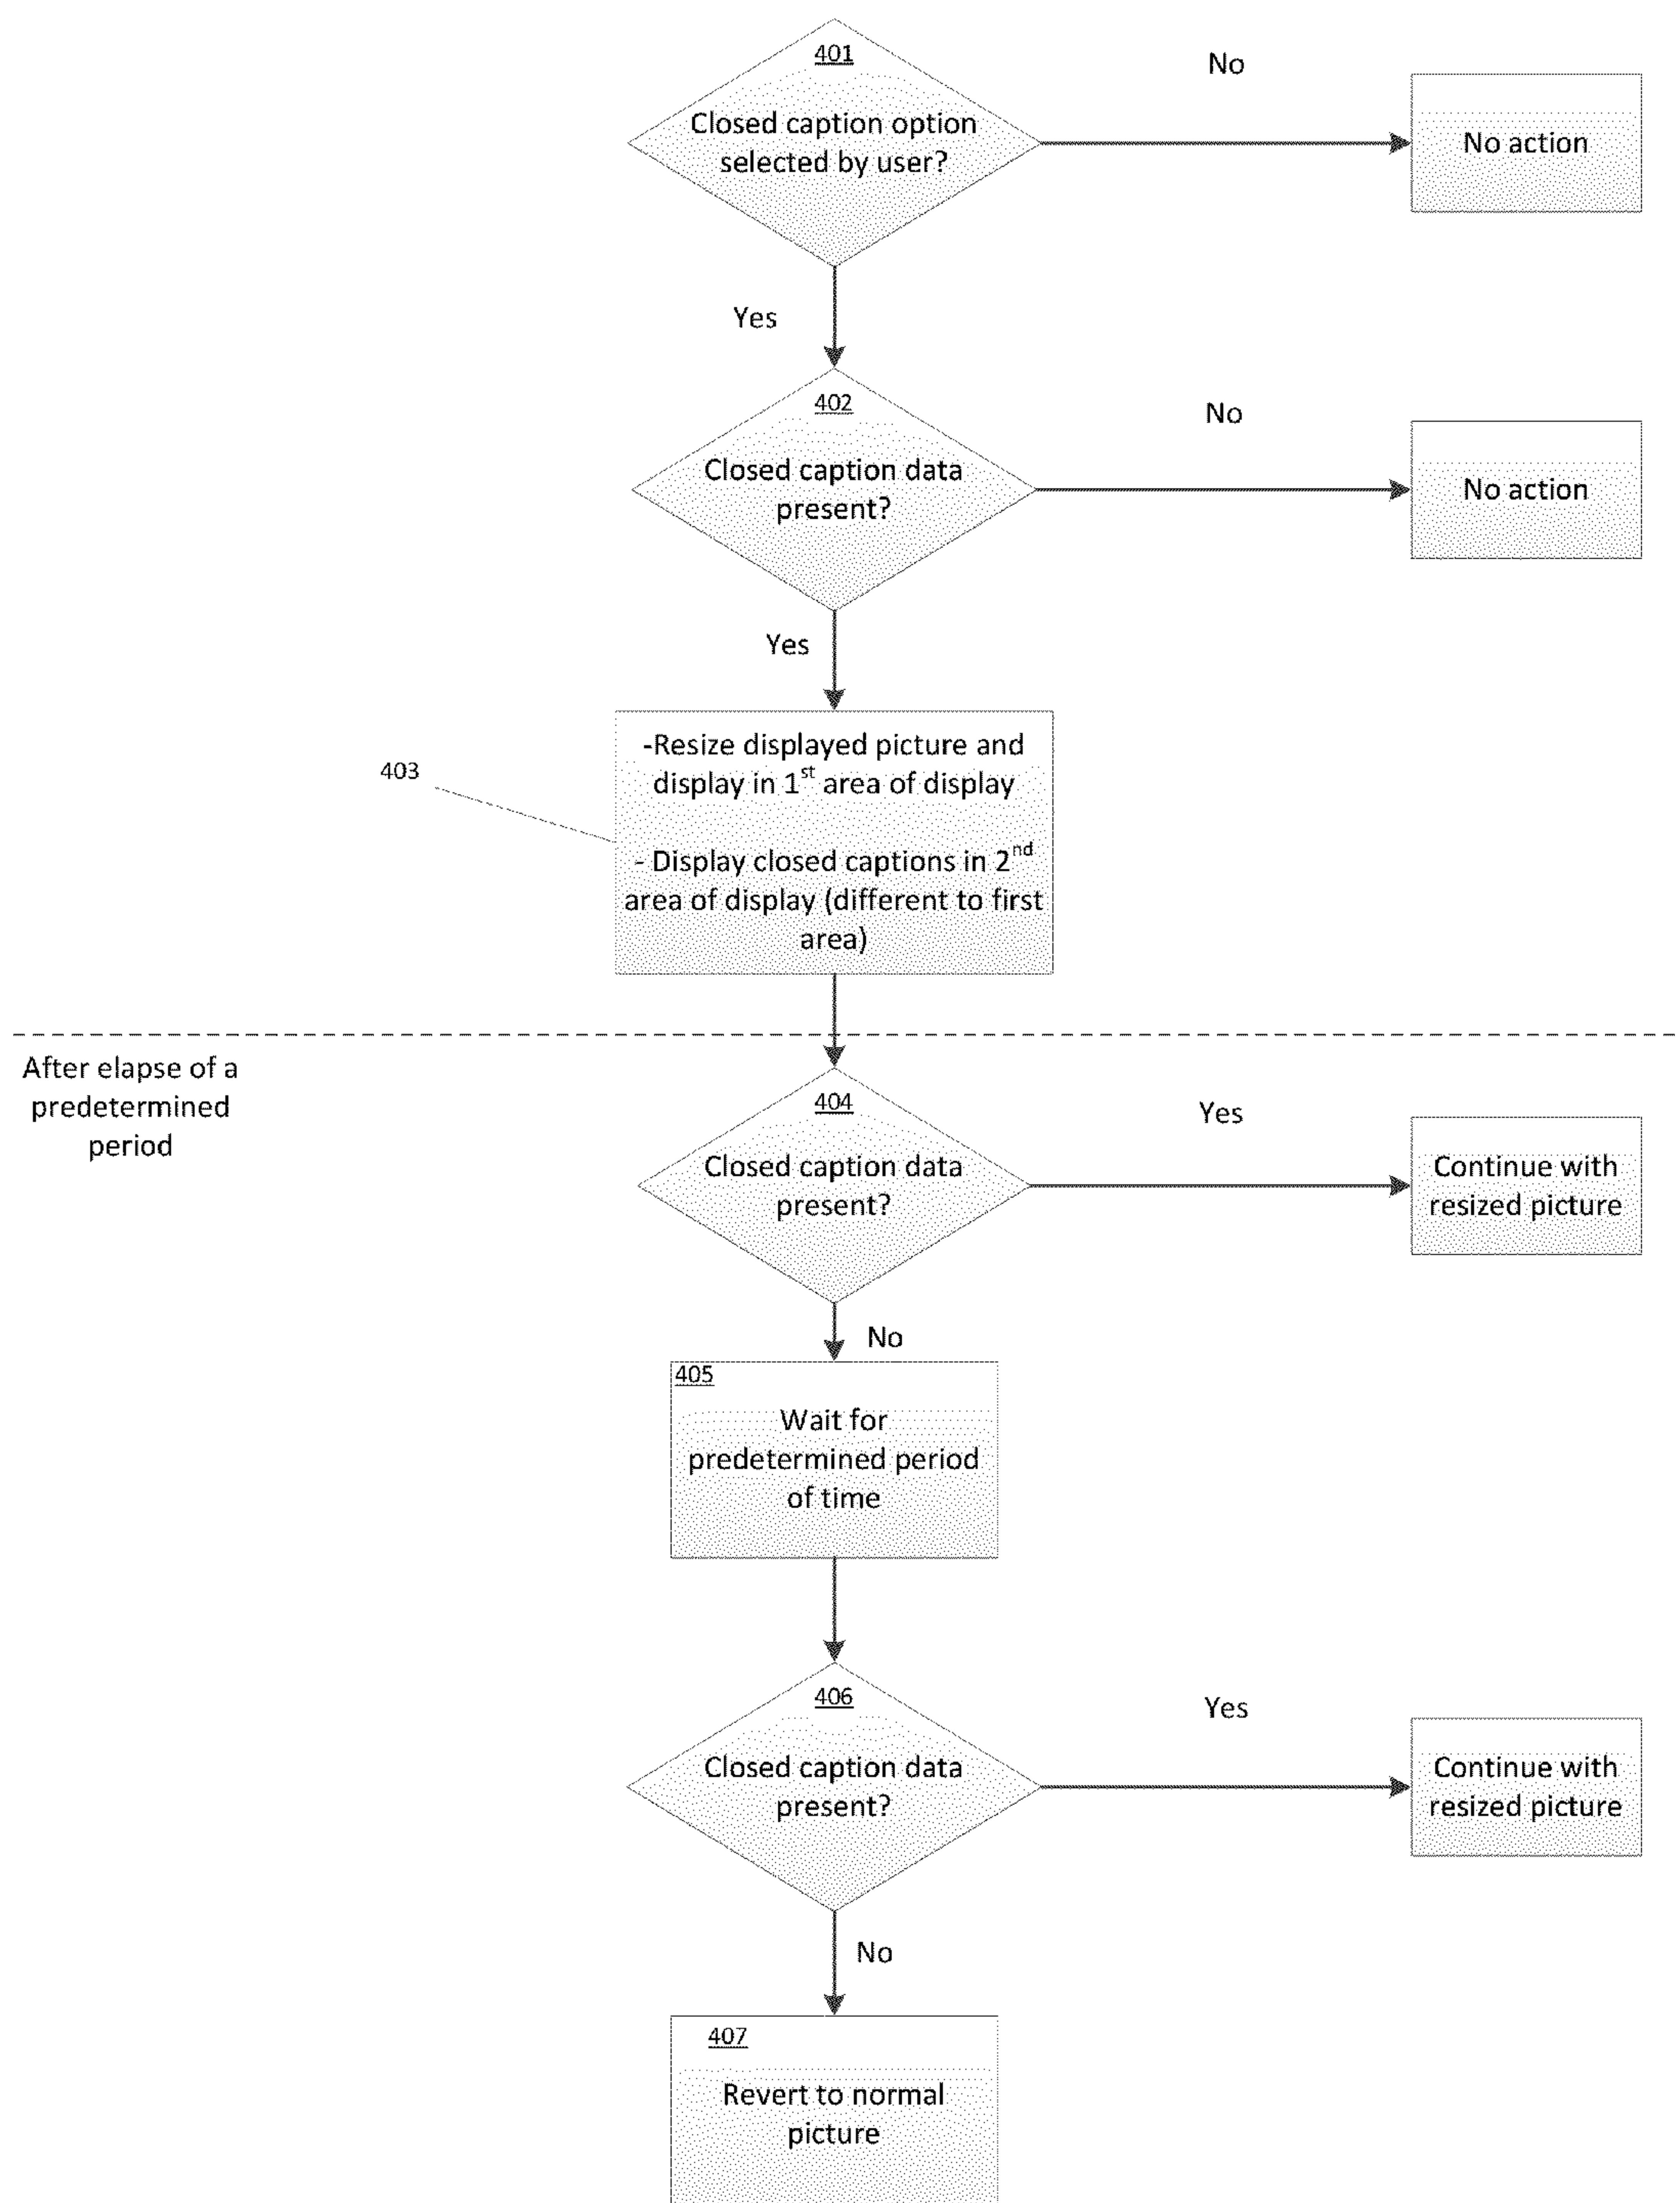 401
Closed caption option
selected by user?
No
No action
Yes
402
Closed caption data
present?
No
No action
Yes
403
-Resize displayed picture and
display in 1st area of display
- Display closed captions in 2nd
area of display (different to first
area)
After elapse of a
predetermined
period
404
Closed caption data
present?
Yes
Continue with
resized picture
No
405
Wait for
predetermined period
of time
406
Closed caption data
present?
Yes
Continue with
resized picture
No
407
Revert to normal
picture